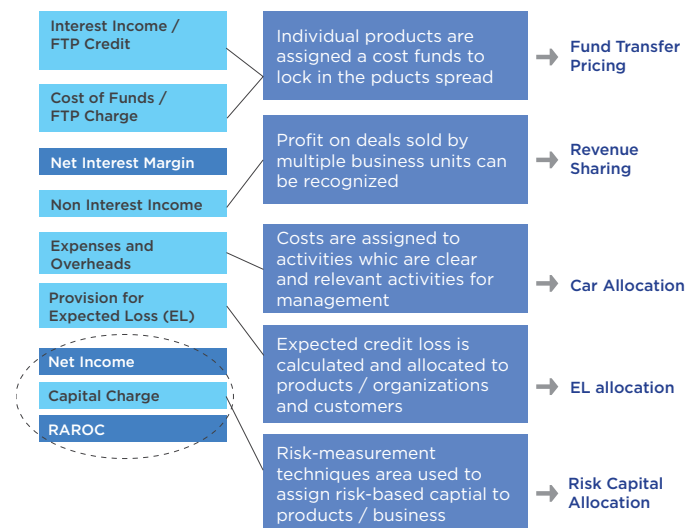 Interest Income /
FTP Credit
Cost of Funds /
FTP Charge
Net Interest Margin
Non Interest Income
Expenses and
Overheads
Provision for
Expected Loss (EL)
Net Income
Capital Charge
RAROC
Individual products are
assigned a cost funds to
lock in the pducts spread
Profit on deals sold by
multiple business units can
be recognized
Costs are assigned to
activities whic are clear
and relevant activities for
management
Expected credit loss is
calculated and allocated to
products / organizations
and customers
Risk-measurement
techniques area used to
assign risk-based captial to
products / business
Fund Transfer
Pricing
Revenue
Sharing
Car Allocation
EL allocation
Risk Capital
Allocation